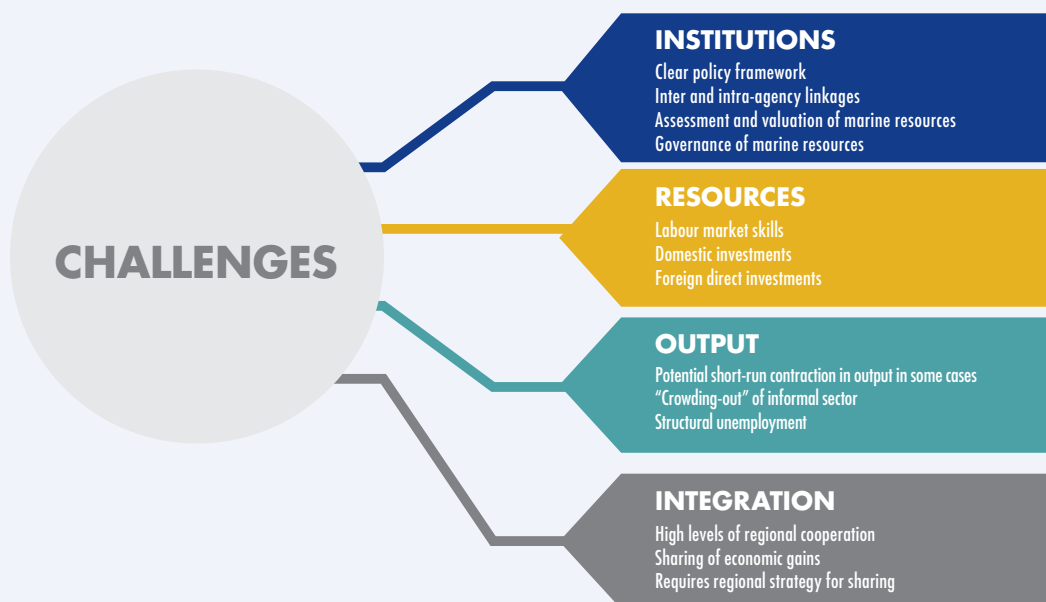 CHALLENGES
INSTITUTIONS
Clear policy framework
Inter and intra-agency linkages
Assessment and valuation of marine resources
Governance of marine resources
RESOURCES
Labour market skills
Domestic investments
Foreign direct investments
OUTPUT
Potential short-run contraction in output in some cases
“Crowding-out” of informal sector
Structural unemployment
INTEGRATION
High levels of regional cooperation
Sharing of economic gains
Requires regional strategy for sharing